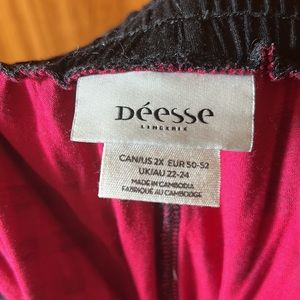 Déesse
LINGERIE
CAN/US 2X EUR 50-52
UK/AU 22-24
MADE IN CAMBODIA
FABRIQUÉ AU CAMBODGE